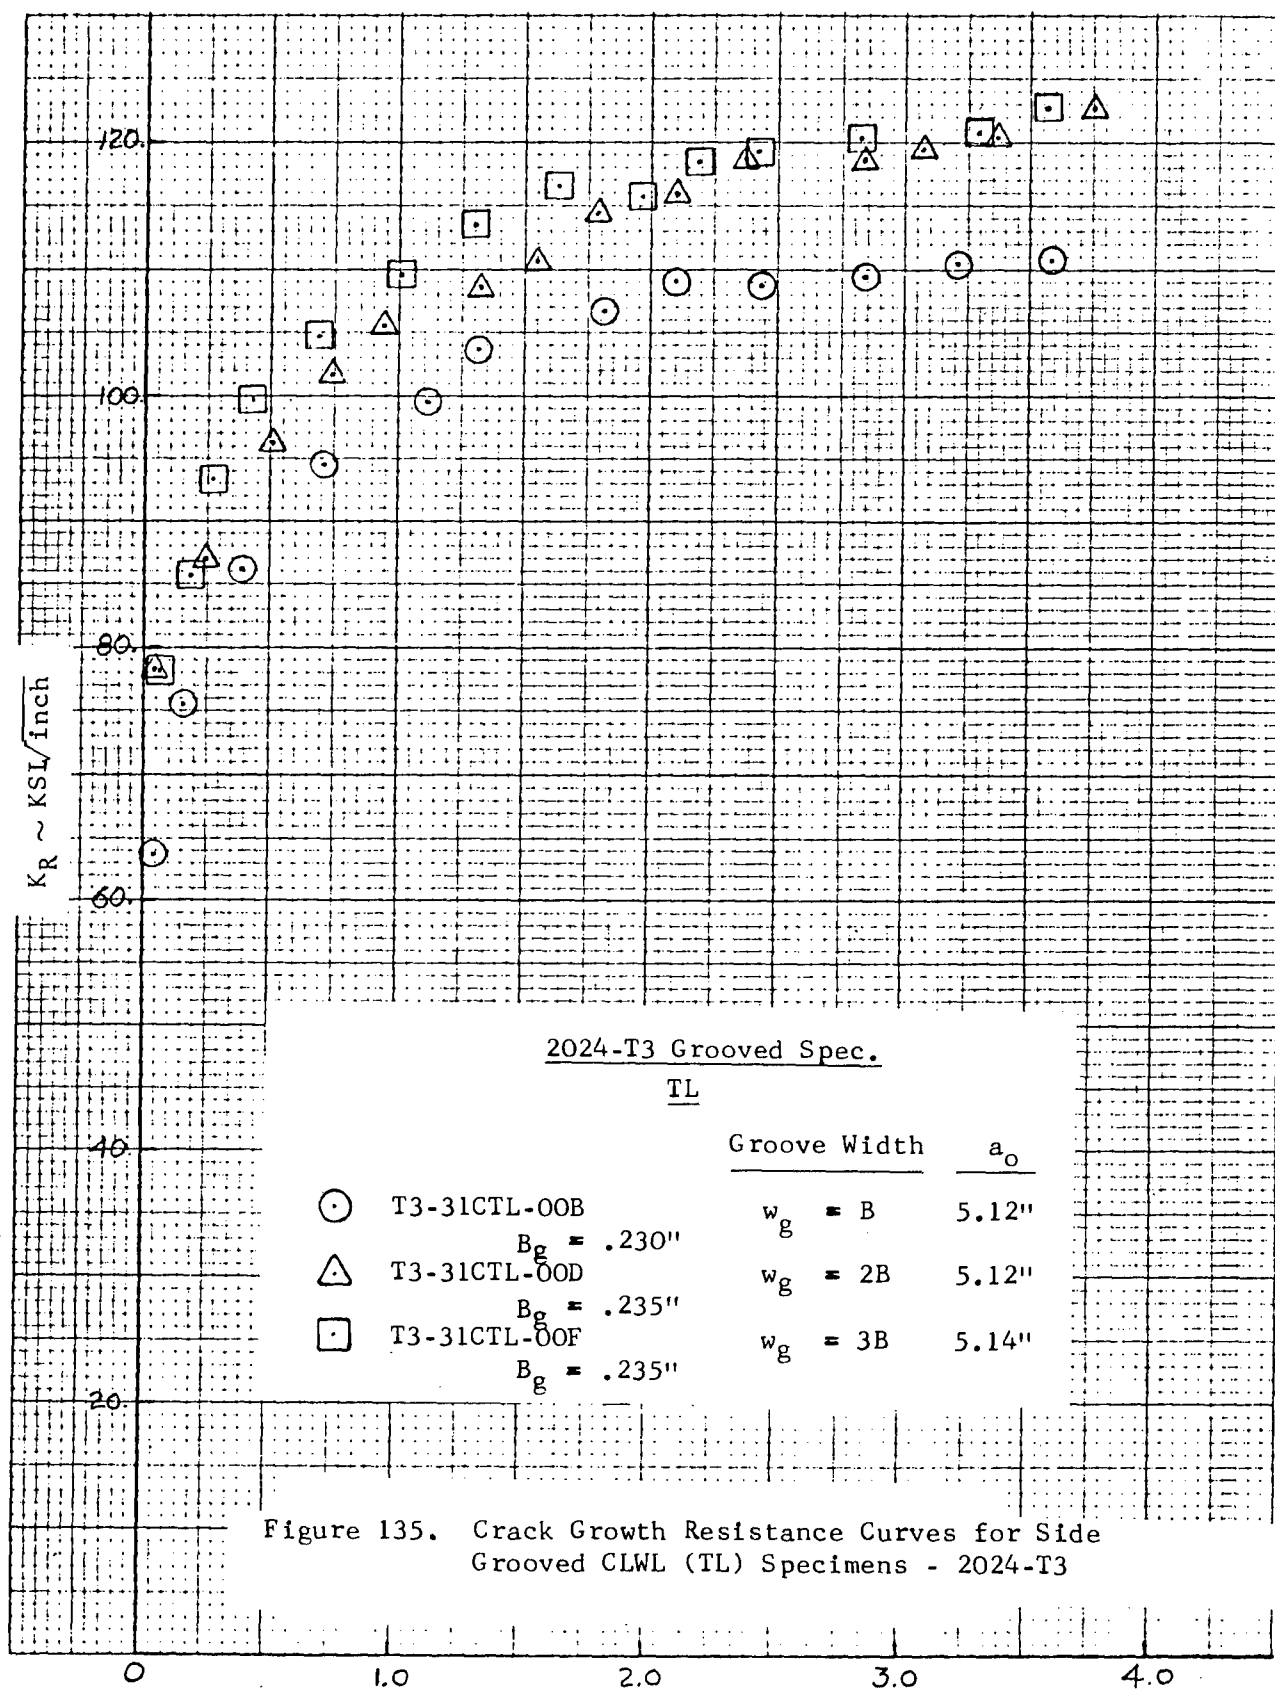 120.
100.
80.
60.
40
20.
K_R ~ KSI√inch
2024-T3 Grooved Spec.
TL
Groove Width a_o
T3-31CTL-00B w_g = B 5.12"
B_g = .230"
T3-31CTL-00D w_g = 2B 5.12"
B_g = .235"
T3-31CTL-00F w_g = 3B 5.14"
B_g = .235"
Figure 135. Crack Growth Resistance Curves for Side
Grooved CLWL (TL) Specimens - 2024-T3
0 1.0 2.0 3.0 4.0